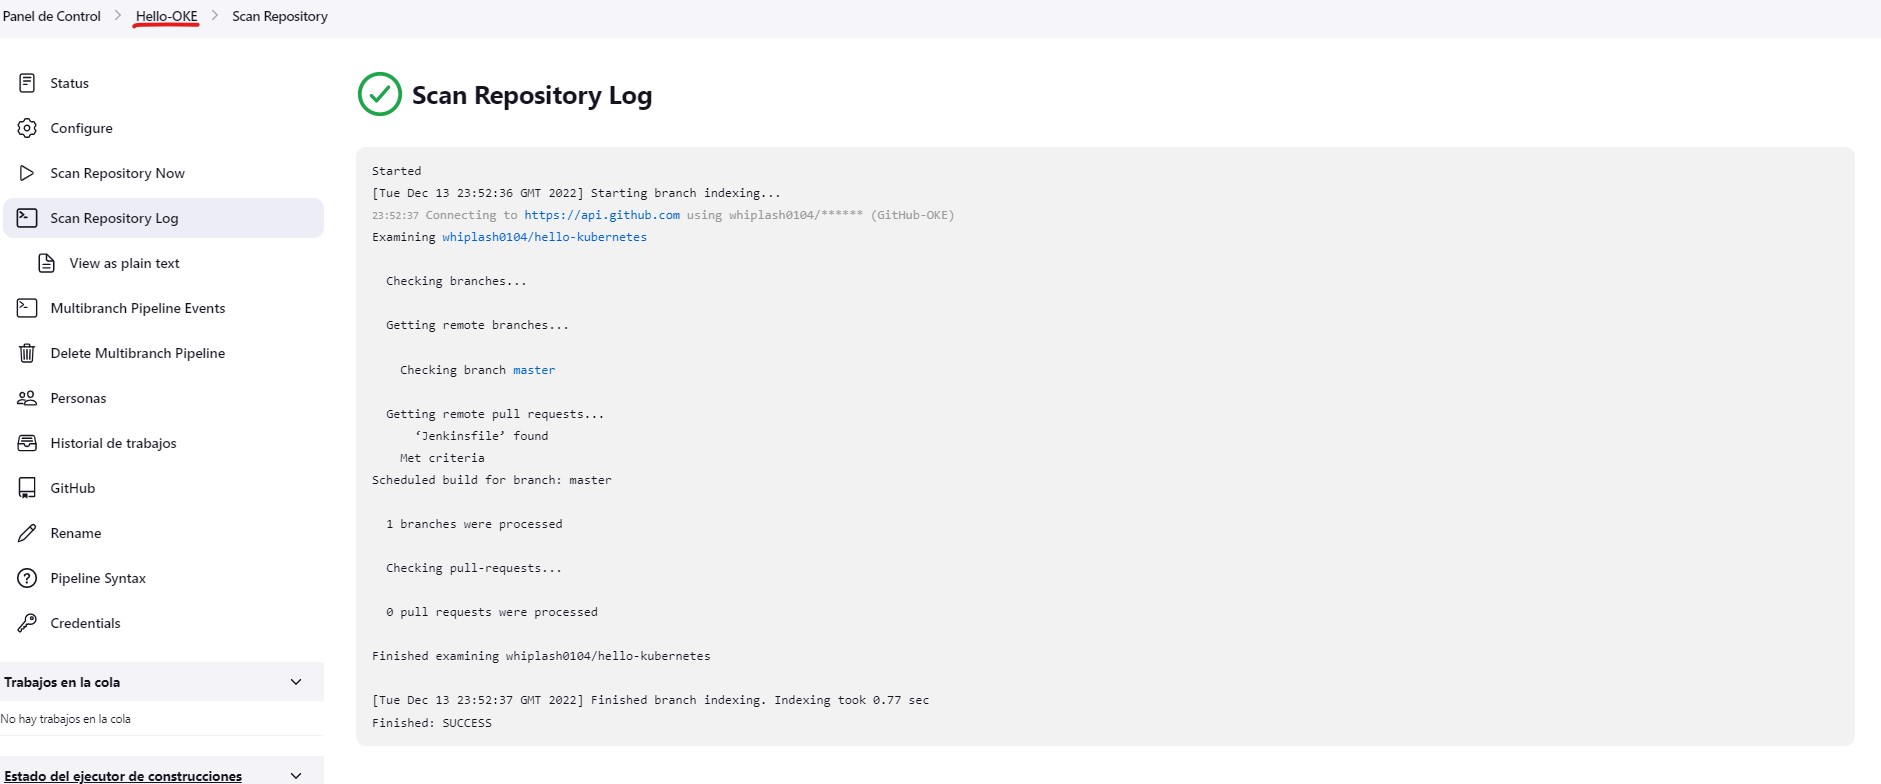 Panel de Control > Hello-OKE > Scan Repository
Status
Configure
Scan Repository Now
Scan Repository Log
View as plain text
Multibranch Pipeline Events
Delete Multibranch Pipeline
Personas
Historial de trabajos
GitHub
Rename
Pipeline Syntax
Credentials
Trabajos en la cola
No hay trabajos en la cola
Estado del ejecutor de construcciones
Scan Repository Log
Started
[Tue Dec 13 23:52:36 GMT 2022] Starting branch indexing...
23:52:37 Connecting to https://api.github.com using whiplash0104/****** (GitHub-OKE)
Examining whiplash0104/hello-kubernetes
Checking branches...
Getting remote branches...
Checking branch master
Getting remote pull requests...
‘Jenkinsfile’ found
Met criteria
Scheduled build for branch: master
1 branches were processed
Checking pull-requests...
0 pull requests were processed
Finished examining whiplash0104/hello-kubernetes
[Tue Dec 13 23:52:37 GMT 2022] Finished branch indexing. Indexing took 0.77 sec
Finished: SUCCESS